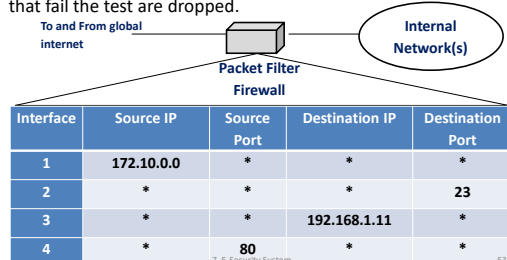 that fail the test are dropped.
To and From global
internet
Internal
Network(s)
Packet Filter
Firewall
Interface Source IP Source Port Destination IP Destination Port
1 172.10.0.0 * * *
2 * * * 23
3 * * 192.168.1.11 *
4 * 80 * *